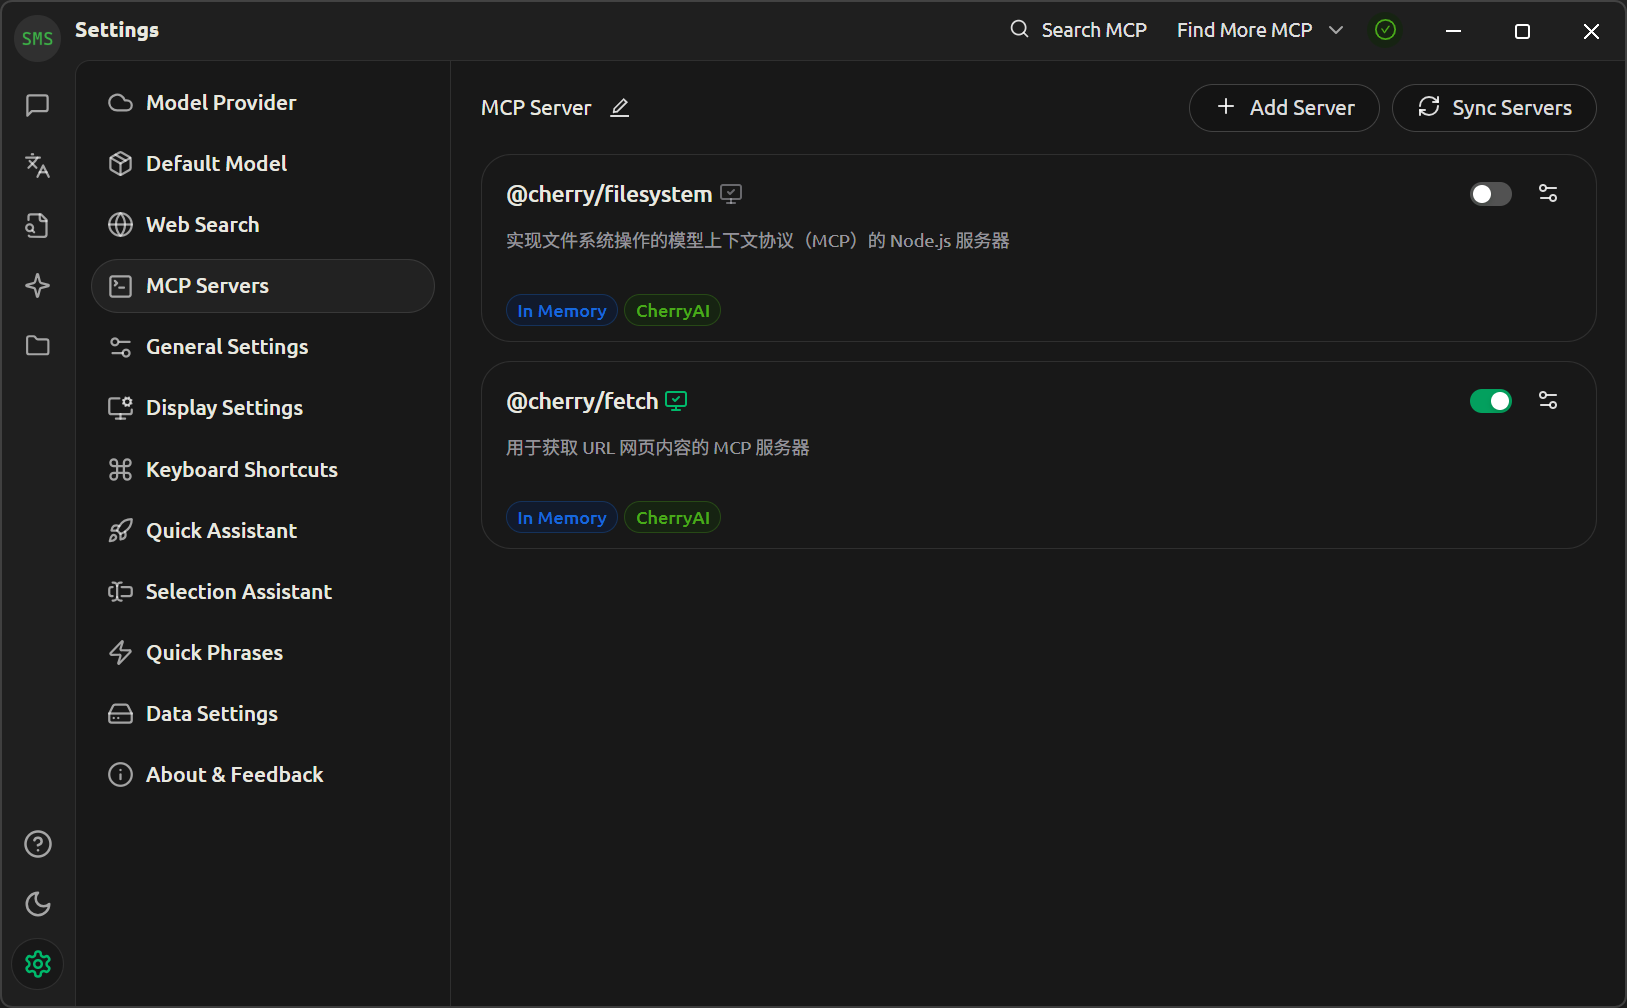 SMS
Settings
Search MCP
Find More MCP
Model Provider
Default Model
Web Search
MCP Servers
General Settings
Display Settings
Keyboard Shortcuts
Quick Assistant
Selection Assistant
Quick Phrases
Data Settings
About & Feedback
MCP Server
Add Server
Sync Servers
@cherry/filesystem
实现文件系统操作的模型上下文协议（MCP）的 Node.js 服务器
In Memory
CherryAI
@cherry/fetch
用于获取 URL 网页内容的 MCP 服务器
In Memory
CherryAI